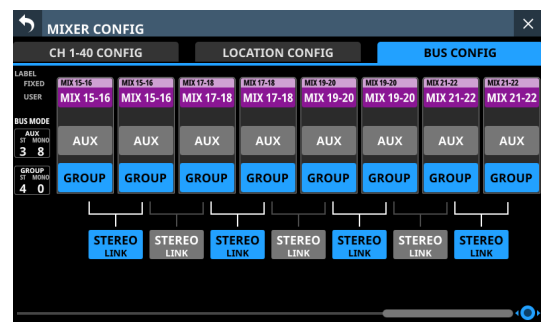 MIXER CONFIG
CH 1-40 CONFIG LOCATION CONFIG BUS CONFIG
LABEL
FIXED MIX 15-16 MIX 15-16 MIX 17-18 MIX 17-18 MIX 19-20 MIX 19-20 MIX 21-22 MIX 21-22
USER MIX 15-16 MIX 15-16 MIX 17-18 MIX 17-18 MIX 19-20 MIX 19-20 MIX 21-22 MIX 21-22
BUS MODE
AUX
ST MONO
3 8
AUX AUX AUX AUX AUX AUX AUX AUX
GROUP
ST MONO
4 0
GROUP GROUP GROUP GROUP GROUP GROUP GROUP GROUP
STEREO STEREO STEREO STEREO STEREO STEREO STEREO
LINK LINK LINK LINK LINK LINK LINK